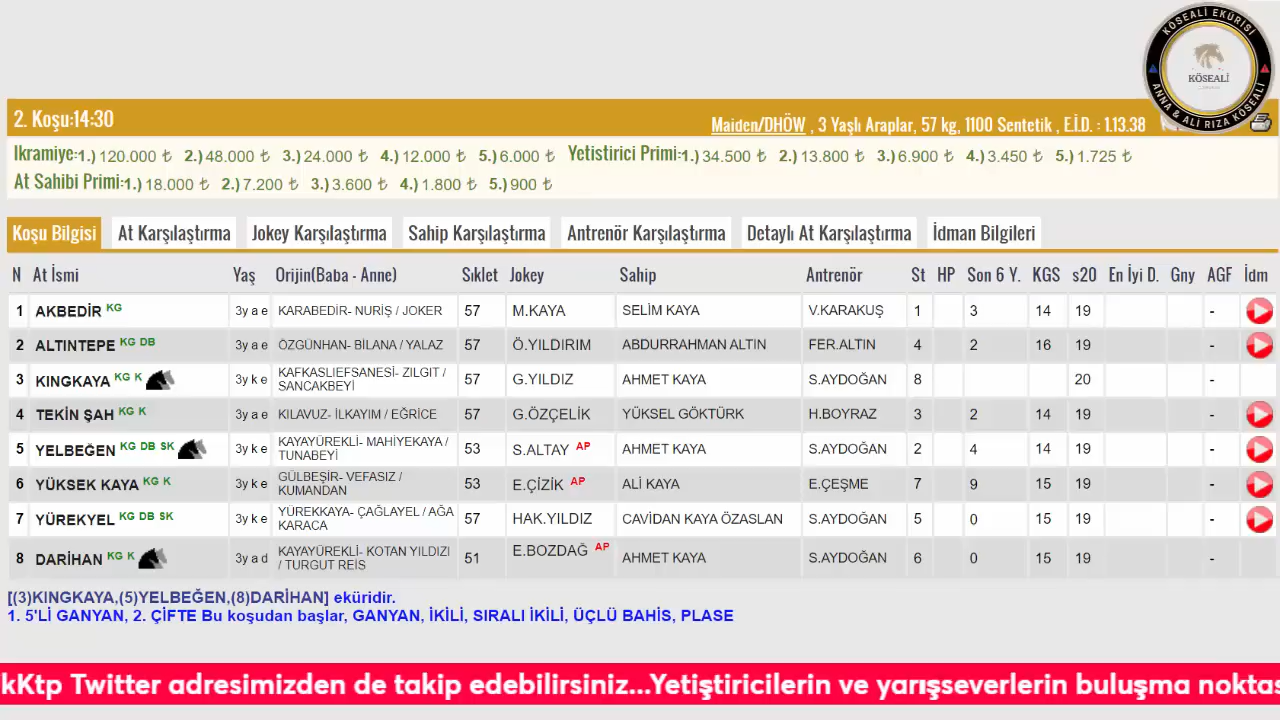 KÖSEALİ EKÜRİSİ
KÖSEALİ
ANNA & ALİ RIZA KÖSEALİ
2. Koşu:14:30
Maiden/DHÖW , 3 Yaşlı Araplar, 57 kg, 1100 Sentetik , E.İ.D. : 1.13.38
Ikramiye:1.) 120.000 ₺ 2.) 48.000 ₺ 3.) 24.000 ₺ 4.) 12.000 ₺ 5.) 6.000 ₺ Yetistirici Primi:1.) 34.500 ₺ 2.) 13.800 ₺ 3.) 6.900 ₺ 4.) 3.450 ₺ 5.) 1.725 ₺
At Sahibi Primi:1.) 18.000 ₺ 2.) 7.200 ₺ 3.) 3.600 ₺ 4.) 1.800 ₺ 5.) 900 ₺
Koşu Bilgisi At Karşılaştırma Jokey Karşılaştırma Sahip Karşılaştırma Antrenör Karşılaştırma Detaylı At Karşılaştırma İdman Bilgileri
N At İsmi Yaş Orijin(Baba - Anne) Sıklet Jokey Sahip Antrenör St HP Son 6 Y. KGS s20 En İyi D. Gny AGF İdm
1 AKBEDİR KG 3y a e KARABEDİR- NURİŞ / JOKER 57 M.KAYA SELİM KAYA V.KARAKUŞ 1 3 14 19 -
2 ALTINTEPE KG DB 3y a e ÖZGÜNHAN- BILANA / YALAZ 57 Ö.YILDIRIM ABDURRAHMAN ALTIN FER.ALTIN 4 2 16 19 -
3 KINGKAYA KG K 3y k e KAFKASLIEFSANESİ- ZILGIT / SANCAKBEYİ 57 G.YILDIZ AHMET KAYA S.AYDOĞAN 8 20 -
4 TEKİN ŞAH KG K 3y a e KILAVUZ- İLKAYIM / EĞRİCE 57 G.ÖZÇELİK YÜKSEL GÖKTÜRK H.BOYRAZ 3 2 14 19 -
5 YELBEĞEN KG DB SK 3y k e KAYAYÜREKLİ- MAHİYEKAYA / TUNABEYİ 53 S.ALTAY AP AHMET KAYA S.AYDOĞAN 2 4 14 19 -
6 YÜKSEK KAYA KG K 3y k e GÜLBEŞİR- VEFASIZ / KUMANDAN 53 E.ÇİZİK AP ALİ KAYA E.ÇEŞME 7 9 15 19 -
7 YÜREKYEL KG DB SK 3y k e YÜREKKAYA- ÇAĞLAYEL / AĞA KARACA 57 HAK.YILDIZ CAVİDAN KAYA ÖZASLAN S.AYDOĞAN 5 0 15 19 -
8 DARİHAN KG K 3y a d KAYAYÜREKLİ- KOTAN YILDIZI / TURGUT REİS 51 E.BOZDAĞ AP AHMET KAYA S.AYDOĞAN 6 0 15 19 -
[(3)KINGKAYA,(5)YELBEĞEN,(8)DARİHAN] eküridir.
1. 5'Lİ GANYAN, 2. ÇİFTE Bu koşudan başlar, GANYAN, İKİLİ, SIRALI İKİLİ, ÜÇLÜ BAHİS, PLASE
kKtp Twitter adresimizden de takip edebilirsiniz...Yetiştiricilerin ve yarışseverlerin buluşma noktas